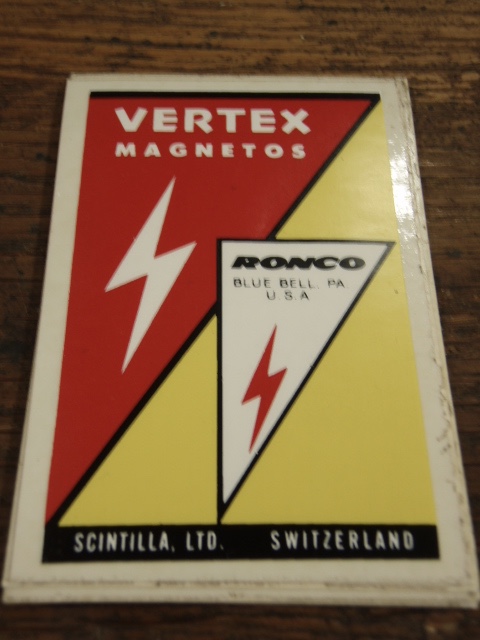 VERTEX
MAGNETOS
RONCO
BLUE BELL. PA
U.S.A
SCINTILLA, LTD. SWITZERLAND